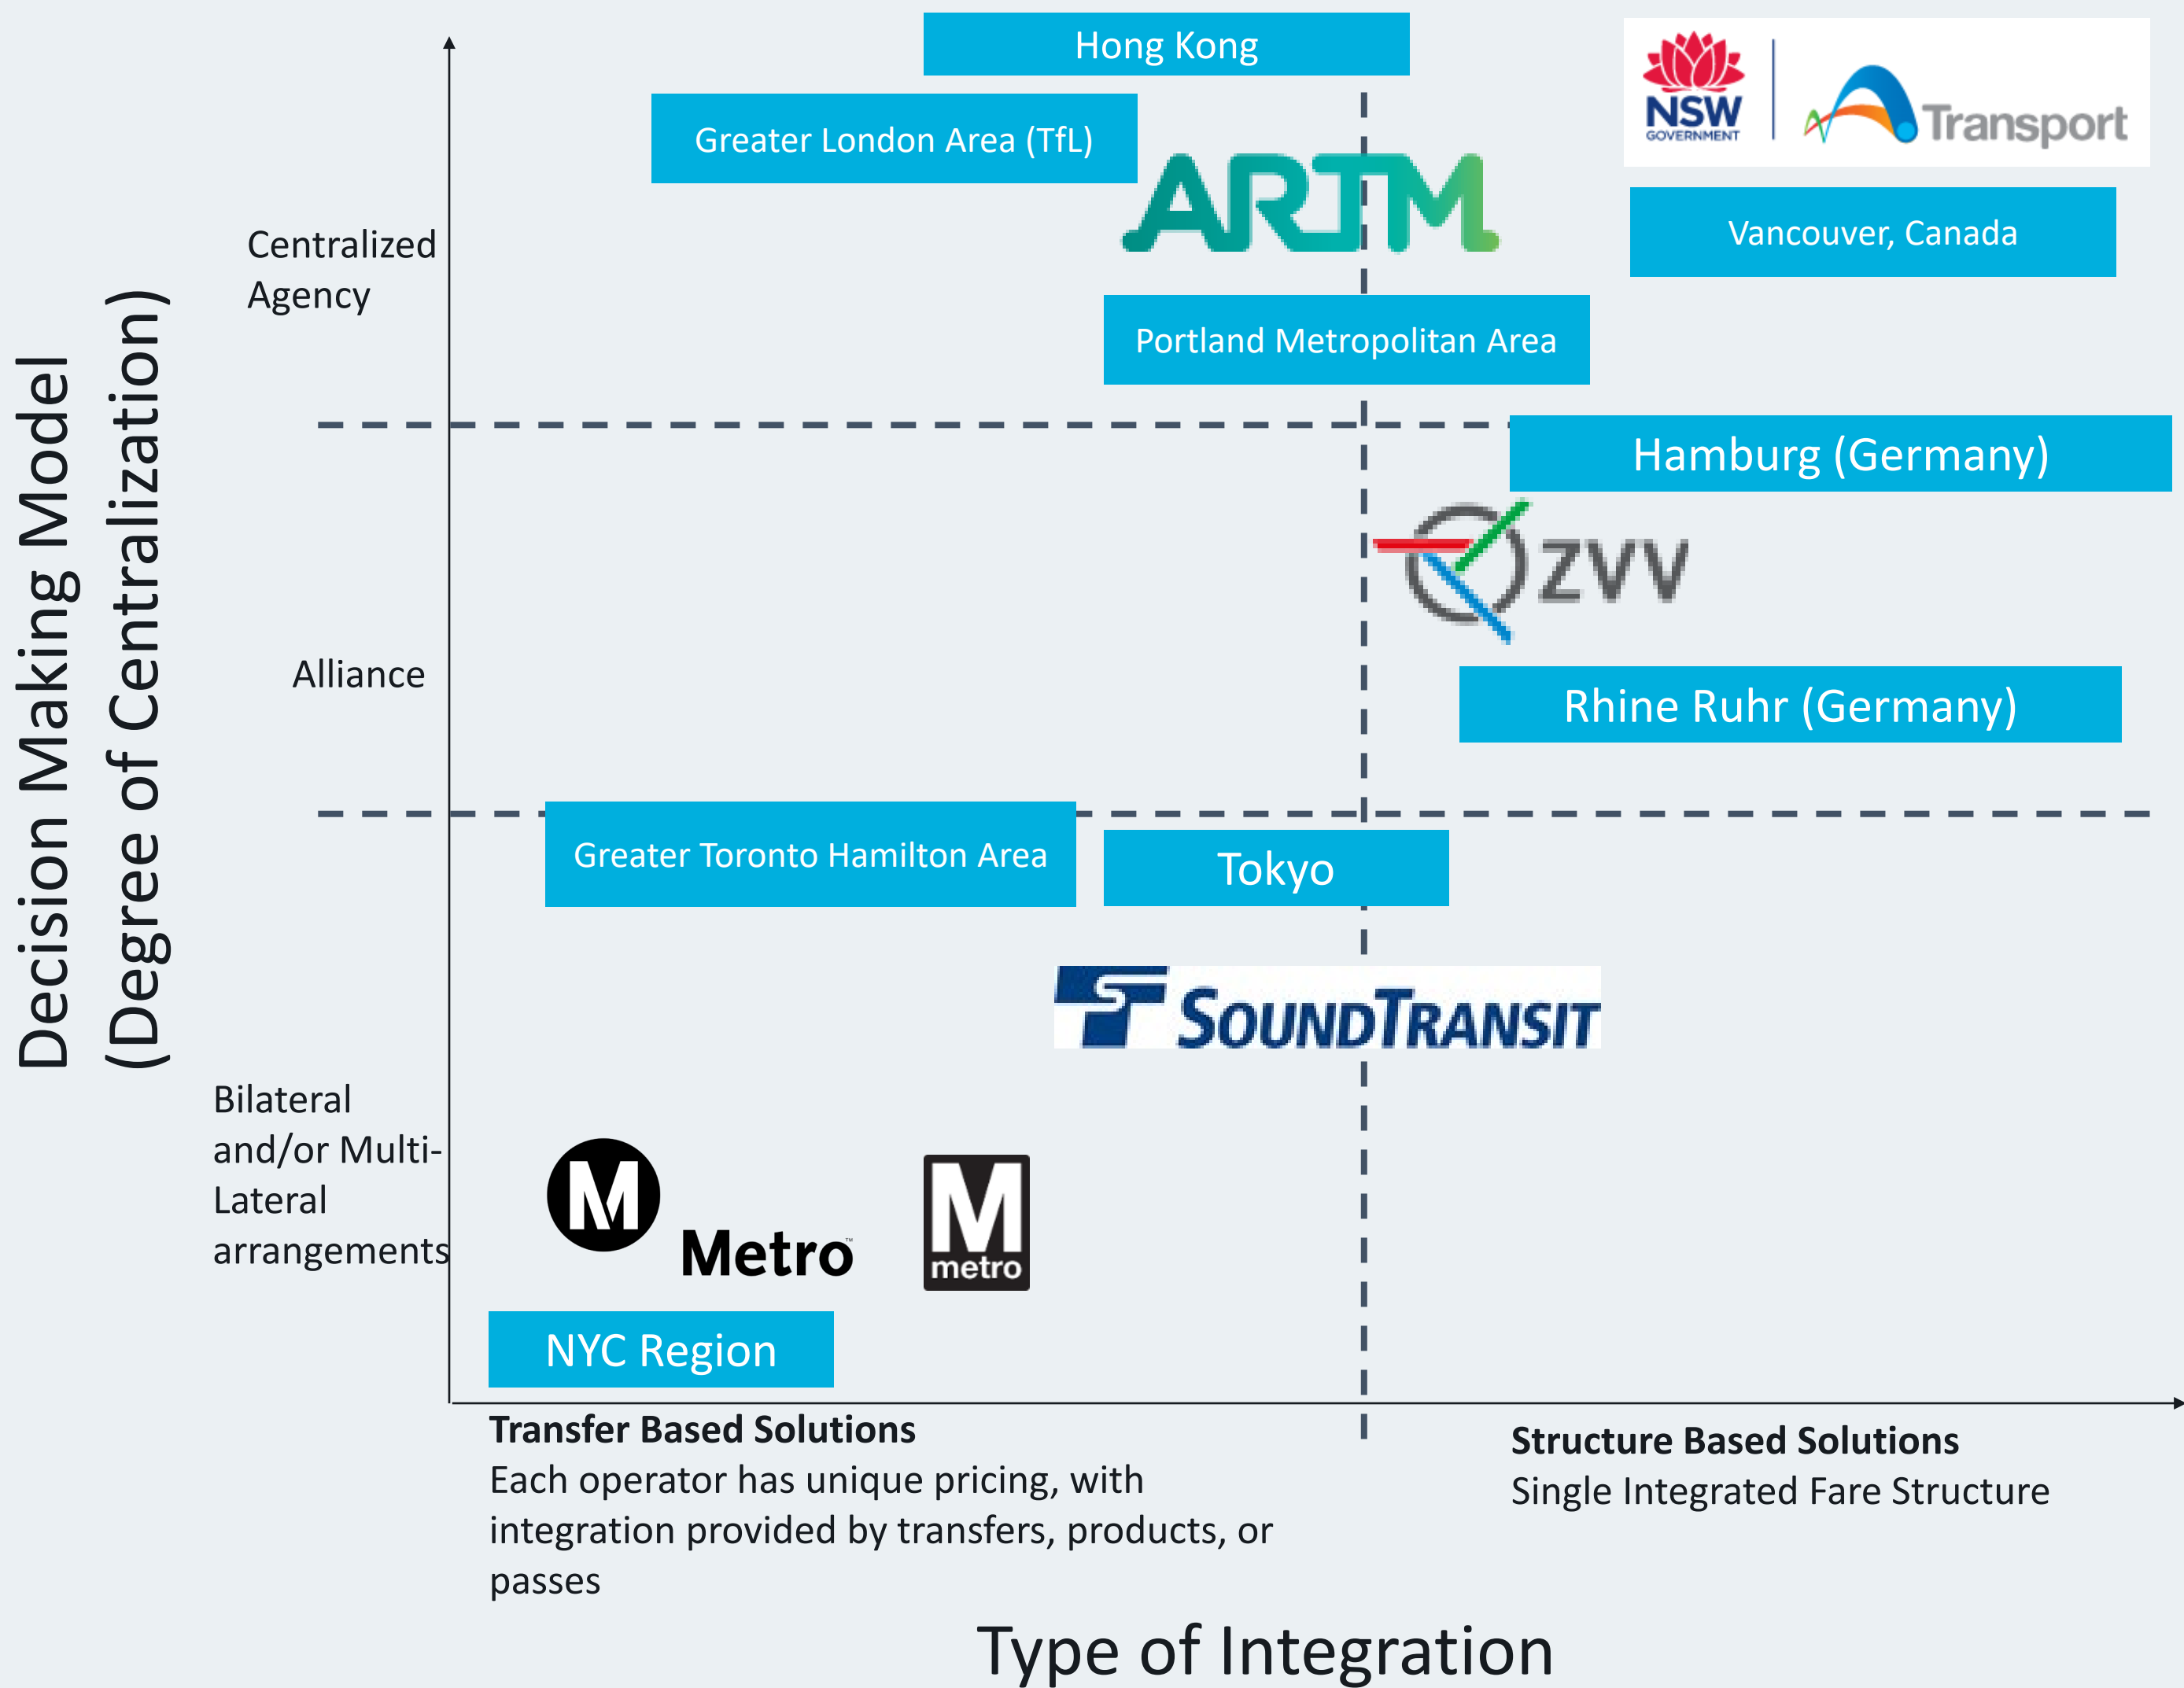 Hong Kong
NSW
GOVERNMENT
Transport
Greater London Area (TfL)
ARTM
Vancouver, Canada
Centralized
Agency
Portland Metropolitan Area
Decision Making Model
(Degree of Centralization)
Hamburg (Germany)
ZVV
Alliance
Rhine Ruhr (Germany)
Greater Toronto Hamilton Area
Tokyo
ST SOUNDTRANSIT
Bilateral
and/or Multi-
Lateral
arrangements
M
Metro™
M
metro
NYC Region
Transfer Based Solutions
Each operator has unique pricing, with
integration provided by transfers, products, or
passes
Structure Based Solutions
Single Integrated Fare Structure
Type of Integration